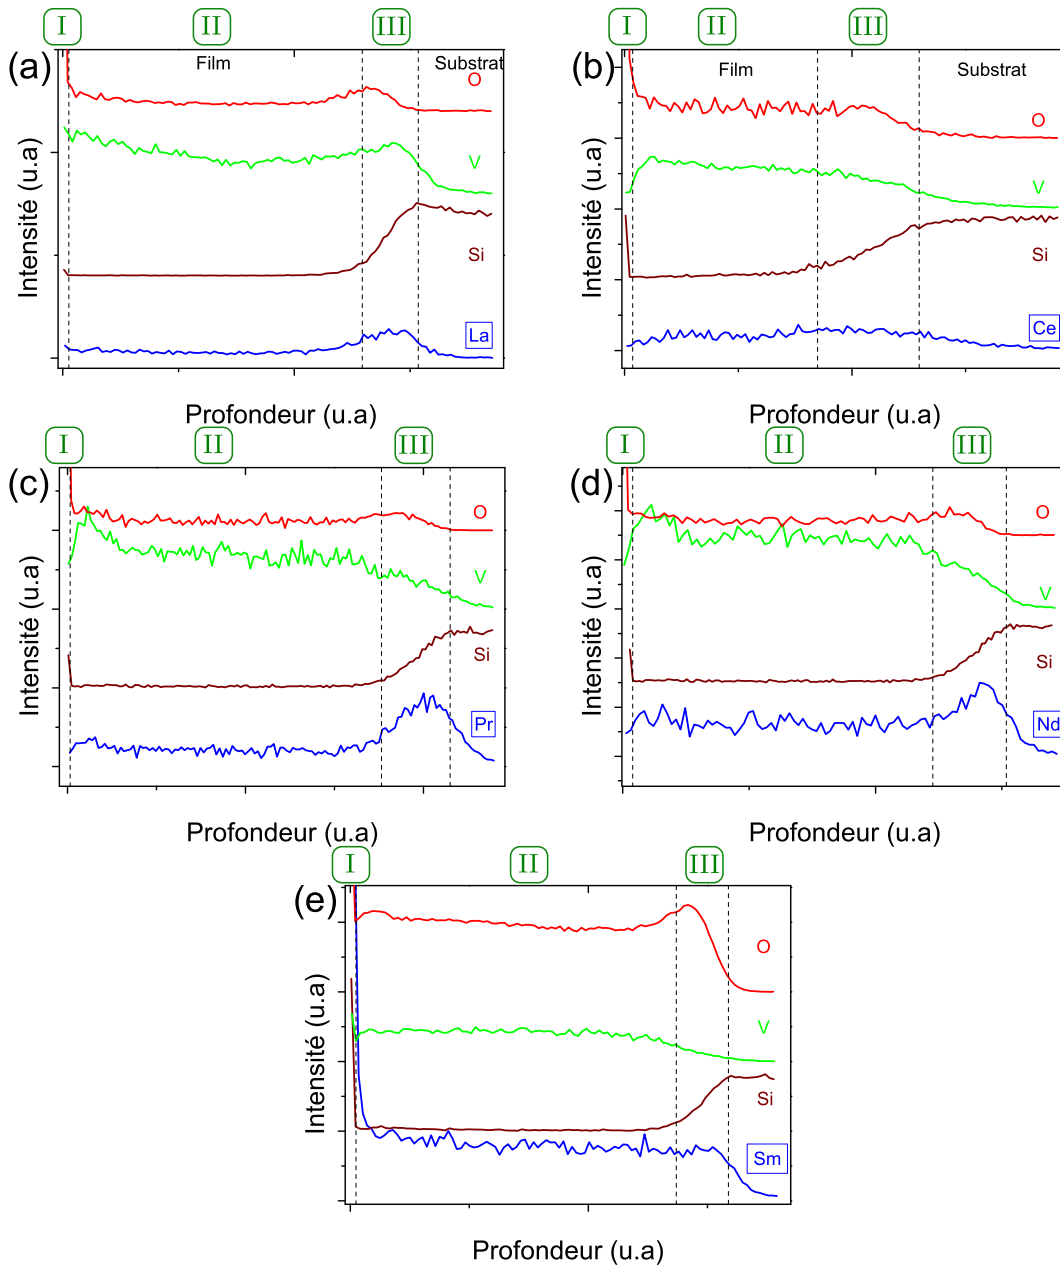 I II III
(a) Film Substrat
O
V
Si
La
Intensité (u.a)
Profondeur (u.a)
I II III
(b) Film Substrat
O
V
Si
Ce
Intensité (u.a)
Profondeur (u.a)
I II III
(c)
O
V
Si
Pr
Intensité (u.a)
Profondeur (u.a)
I II III
(d)
O
V
Si
Nd
Intensité (u.a)
Profondeur (u.a)
I II III
(e)
O
V
Si
Sm
Intensité (u.a)
Profondeur (u.a)